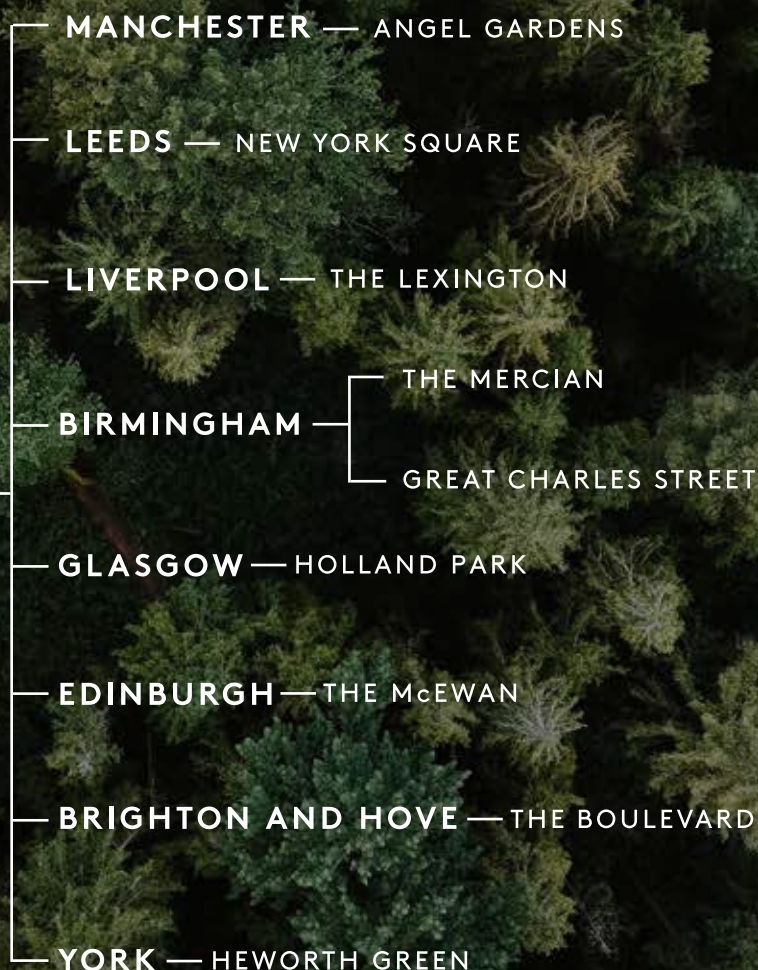 MANCHESTER — ANGEL GARDENS
LEEDS — NEW YORK SQUARE
LIVERPOOL — THE LEXINGTON
THE MERCIAN
BIRMINGHAM
GREAT CHARLES STREET
GLASGOW — HOLLAND PARK
EDINBURGH — THE McEWAN
BRIGHTON AND HOVE — THE BOULEVARD
YORK — HEWORTH GREEN